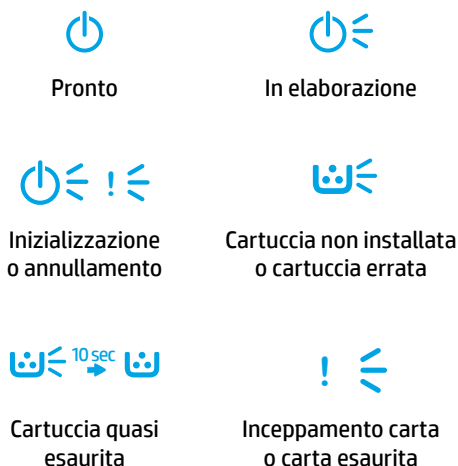 Pronto
In elaborazione
!
Inizializzazione
o annullamento
Cartuccia non installata
o cartuccia errata
10 sec
Cartuccia quasi
esaurita
!
Inceppamento carta
o carta esaurita